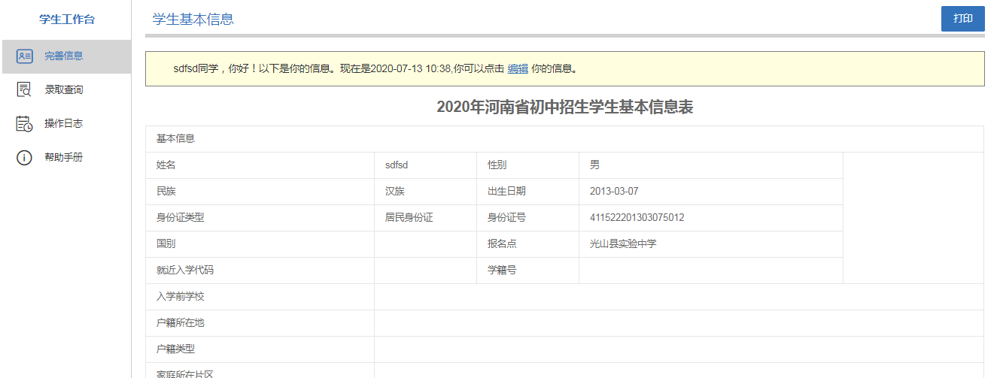 学生工作台
完善信息
录取查询
操作日志
帮助手册
学生基本信息
打印
sdfsd同学，你好！以下是你的信息。现在是2020-07-13 10:38,你可以点击 编辑 你的信息。
2020年河南省初中招生学生基本信息表
基本信息
姓名 sdfsd 性别 男
民族 汉族 出生日期 2013-03-07
身份证类型 居民身份证 身份证号 411522201303075012
国别 报名点 光山县实验中学
就近入学代码 学籍号
入学前学校
户籍所在地
户籍类型
家庭所在片区